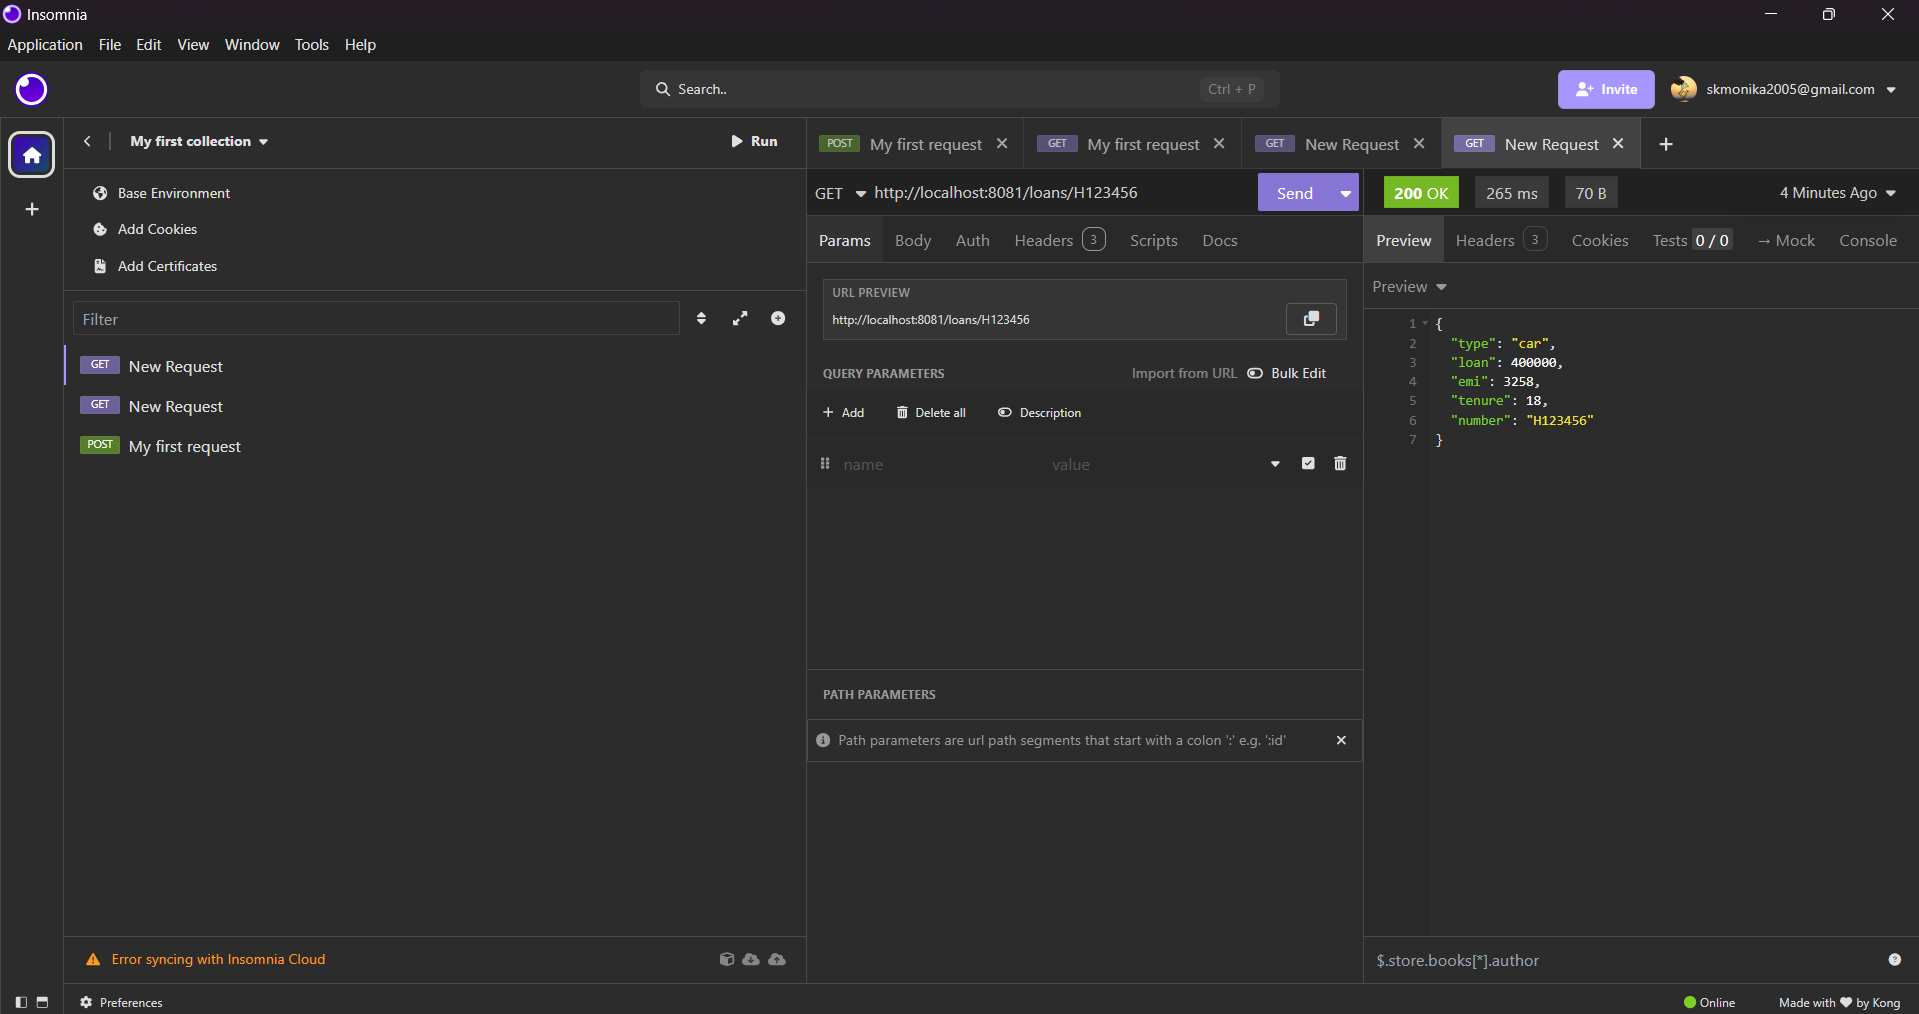 Insomnia
Application File Edit View Window Tools Help
Search.. Ctrl + P
Invite
skmonika2005@gmail.com
My first collection
Run
Base Environment
Add Cookies
Add Certificates
Filter
GET New Request
GET New Request
POST My first request
Error syncing with Insomnia Cloud
POST My first request
GET My first request
GET New Request
GET New Request
GET http://localhost:8081/loans/H123456
Send
Params Body Auth Headers 3 Scripts Docs
URL PREVIEW
http://localhost:8081/loans/H123456
QUERY PARAMETERS
Import from URL Bulk Edit
Add Delete all Description
name value
PATH PARAMETERS
Path parameters are url path segments that start with a colon ':' e.g. ':id'
200 OK 265 ms 70 B
4 Minutes Ago
Preview Headers 3 Cookies Tests 0 / 0 → Mock Console
Preview
1 {
2 "type": "car",
3 "loan": 400000,
4 "emi": 3258,
5 "tenure": 18,
6 "number": "H123456"
7 }
$.store.books[*].author
Preferences
Online
Made with ❤ by Kong